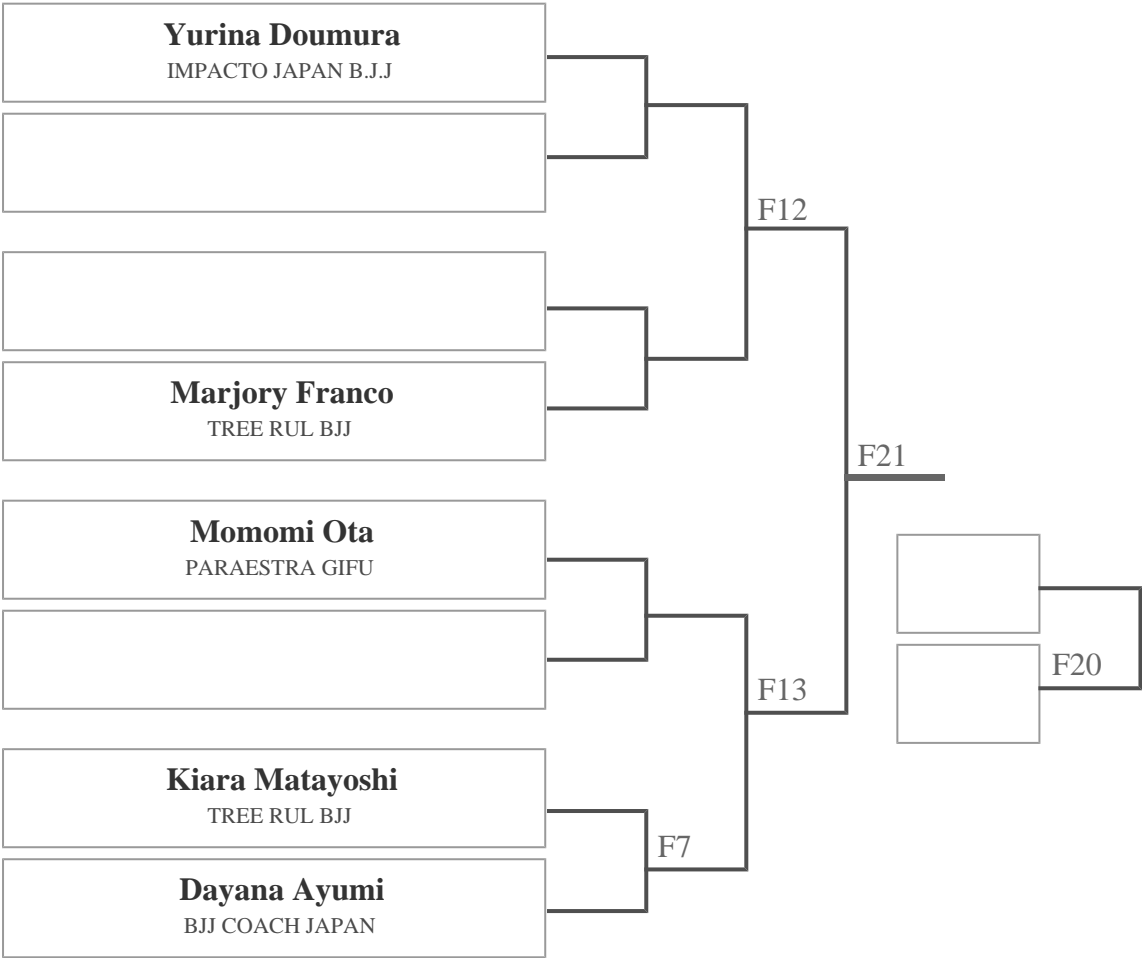 Yurina Doumura
IMPACTO JAPAN B.J.J
F12
Marjory Franco
TREE RUL BJJ
F21
Momomi Ota
PARAESTRA GIFU
F20
F13
Kiara Matayoshi
TREE RUL BJJ
F7
Dayana Ayumi
BJJ COACH JAPAN